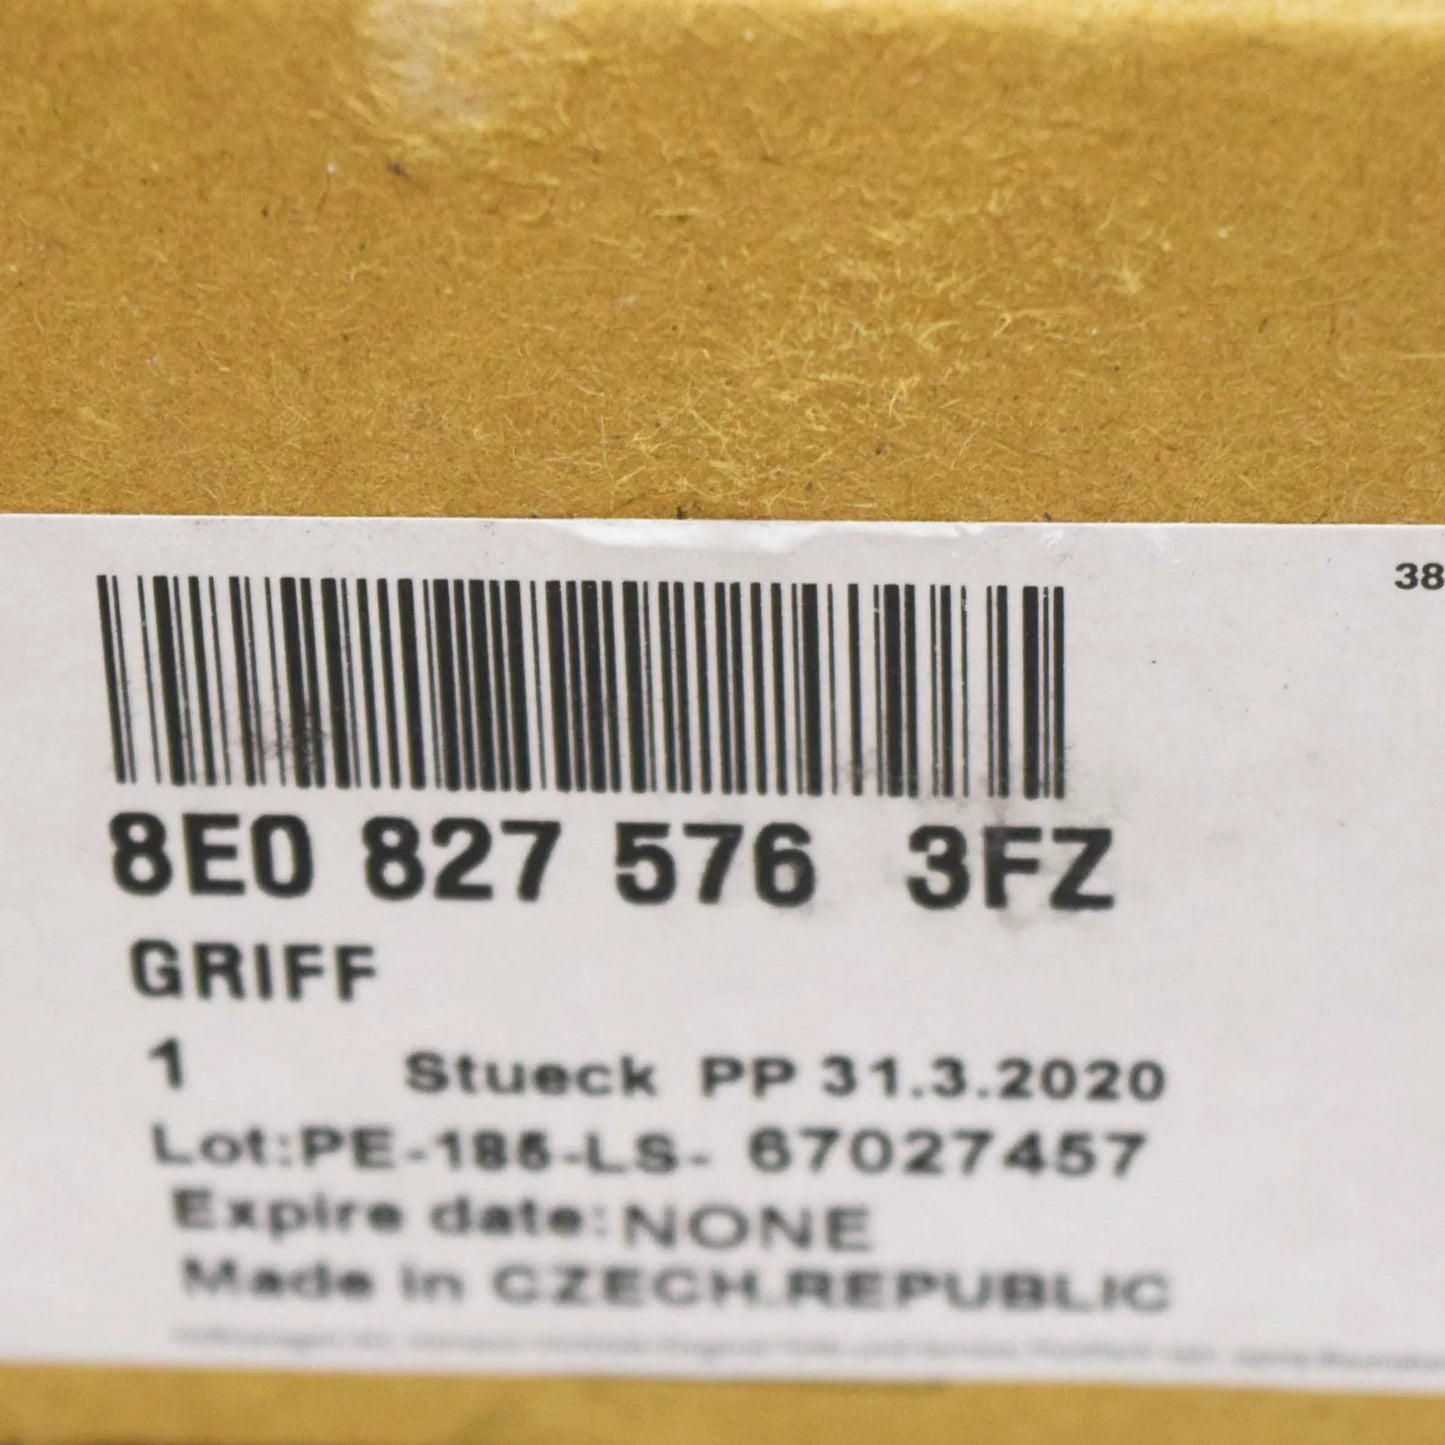 38
8E0 827 576 3FZ
GRIFF
1 Stueck PP 31.3.2020
Lot:PE-185-LS- 67027457
Expire date:NONE
Made in CZECH.REPUBLIC